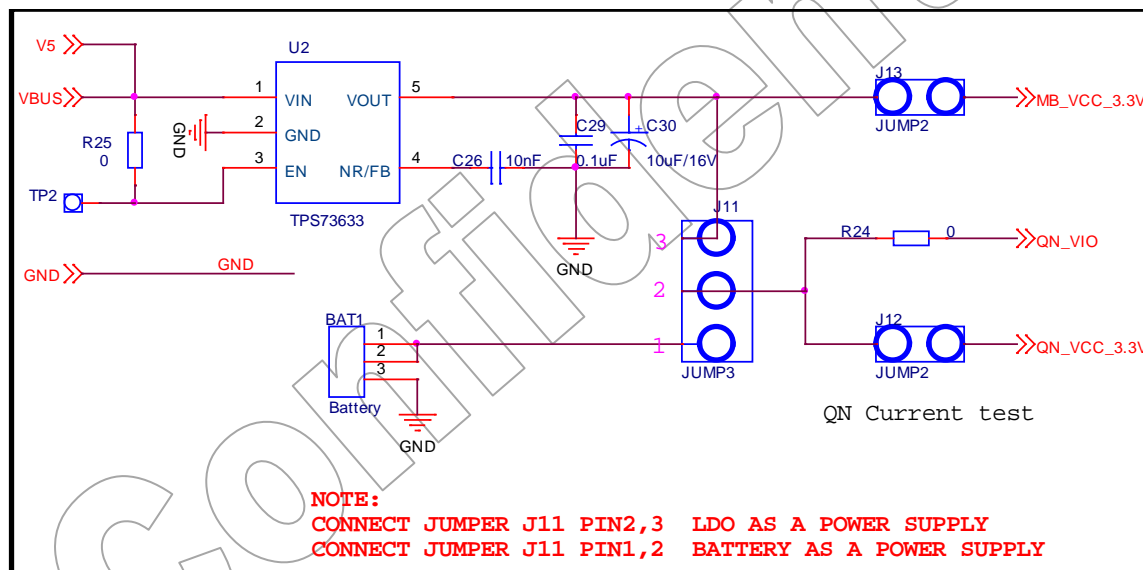 V5
U2
J13
VBUS
1
VIN
VOUT
5
MB_VCC_3.3V
GND
2
GND
C29
C30
+
JUMP2
R25
0
3
EN
NR/FB
4
C26
10nF
0.1uF
10uF/16V
TP2
TPS73633
J11
3
R24
0
QN_VIO
GND
GND
GND
2
BAT1
1
2
3
1
J12
QN_VCC_3.3V
Battery
JUMP3
JUMP2
GND
QN Current test
NOTE:
CONNECT JUMPER J11 PIN2,3 LDO AS A POWER SUPPLY
CONNECT JUMPER J11 PIN1,2 BATTERY AS A POWER SUPPLY
Confidential